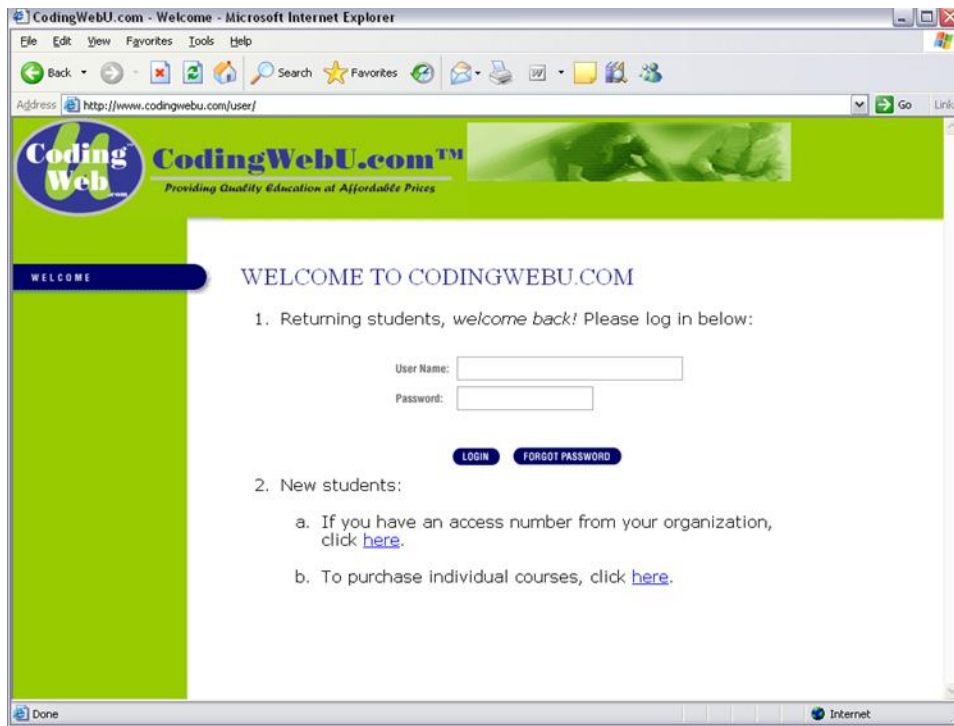 CodingWebU.com - Welcome - Microsoft Internet Explorer
File Edit View Favorites Tools Help
Back Search Favorites
Address http://www.codingwebu.com/user/ Go Link
Coding
Web
.com
CodingWebU.com™
Providing Quality Education at Affordable Prices
WELCOME
WELCOME TO CODINGWEBU.COM
1. Returning students, welcome back! Please log in below:
User Name:
Password:
LOGIN FORGOT PASSWORD
2. New students:
a. If you have an access number from your organization,
click here.
b. To purchase individual courses, click here.
Done Internet